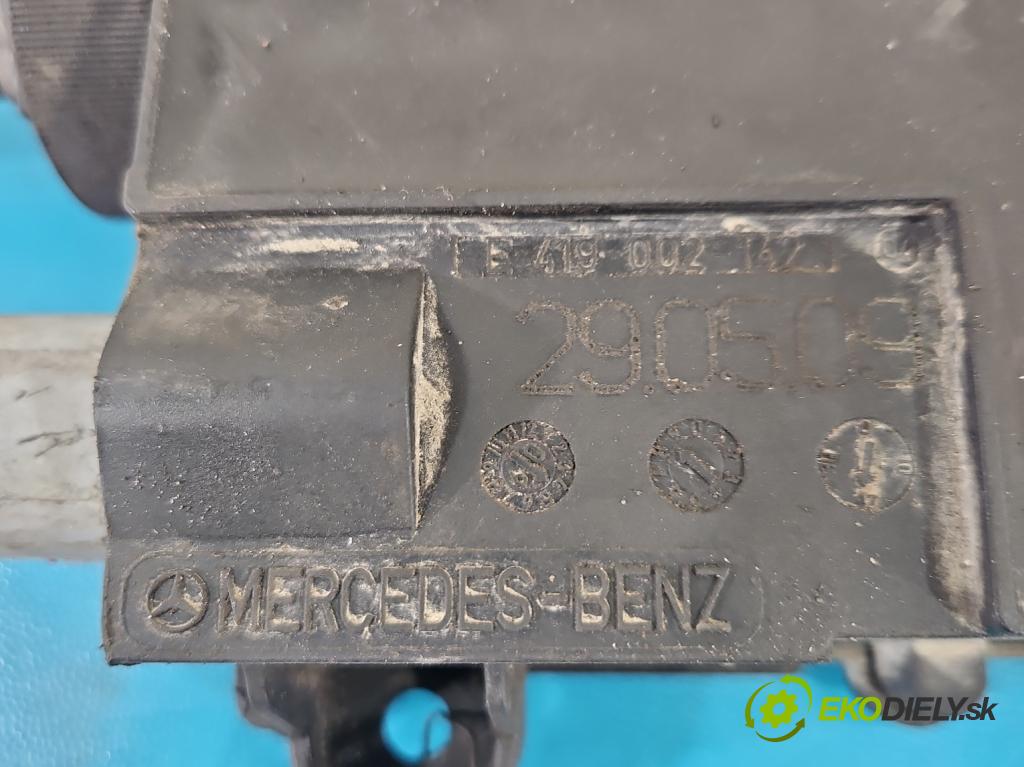 E 419 002 142
29.05.09
MERCEDES-BENZ
EKODIELY.sk